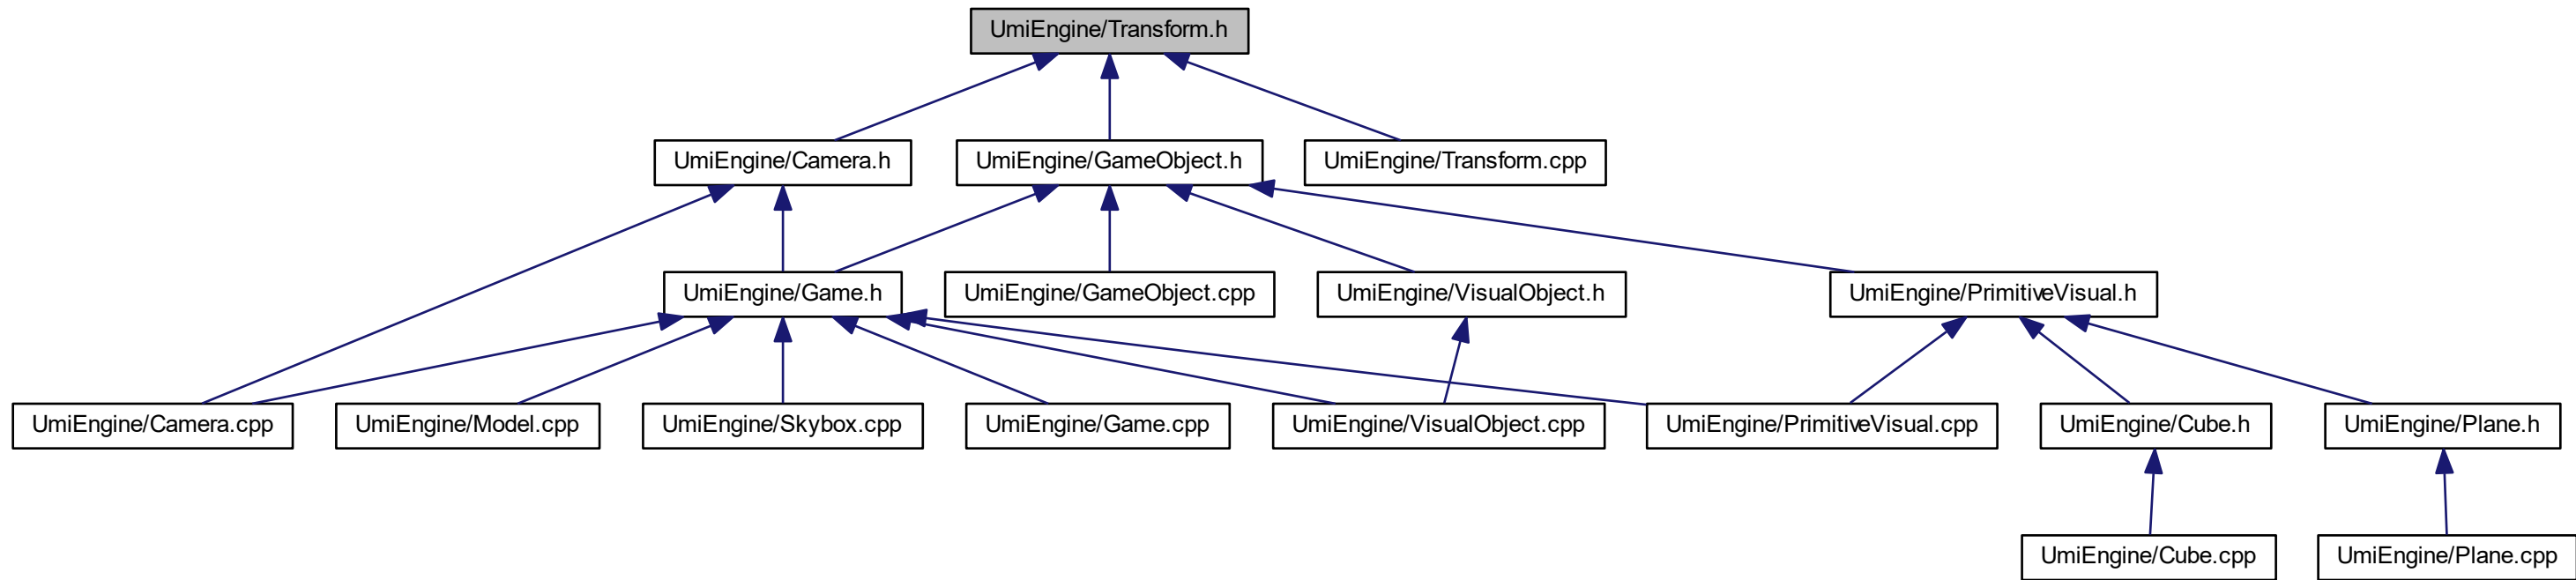 UmiEngine/Transform.h
UmiEngine/Camera.h
UmiEngine/GameObject.h
UmiEngine/Transform.cpp
UmiEngine/Game.h
UmiEngine/GameObject.cpp
UmiEngine/VisualObject.h
UmiEngine/PrimitiveVisual.h
UmiEngine/Camera.cpp
UmiEngine/Model.cpp
UmiEngine/Skybox.cpp
UmiEngine/Game.cpp
UmiEngine/VisualObject.cpp
UmiEngine/PrimitiveVisual.cpp
UmiEngine/Cube.h
UmiEngine/Plane.h
UmiEngine/Cube.cpp
UmiEngine/Plane.cpp